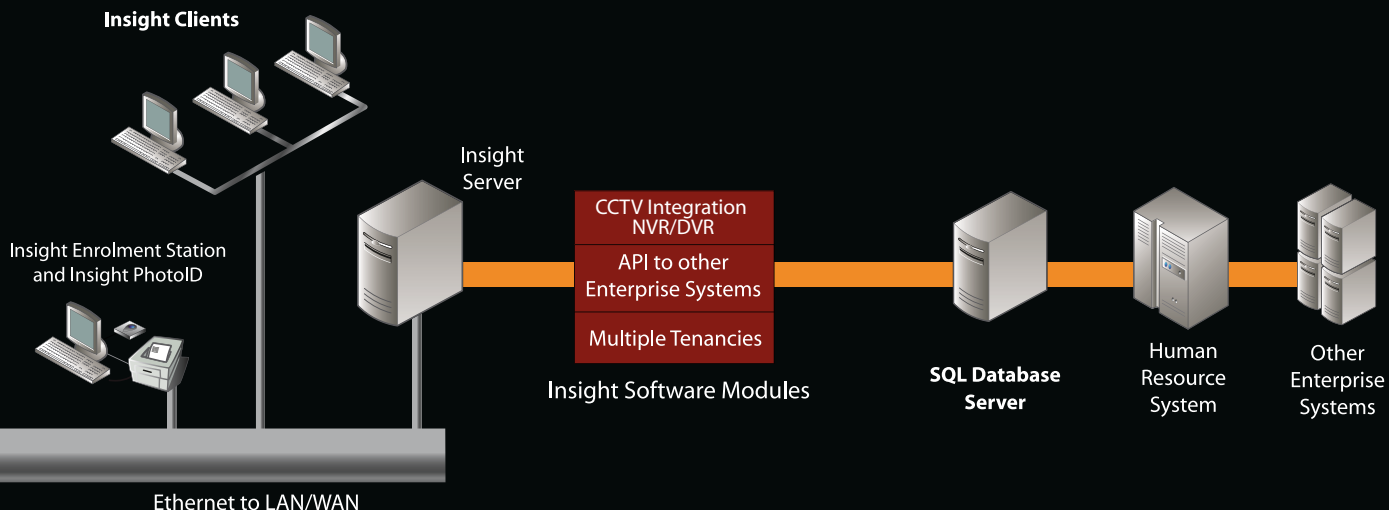 Insight Clients
Insight
Server
Insight Enrolment Station
and Insight PhotoID
CCTV Integration
NVR/DVR
API to other
Enterprise Systems
Multiple Tenancies
Insight Software Modules
SQL Database
Server
Human
Resource
System
Other
Enterprise
Systems
Ethernet to LAN/WAN